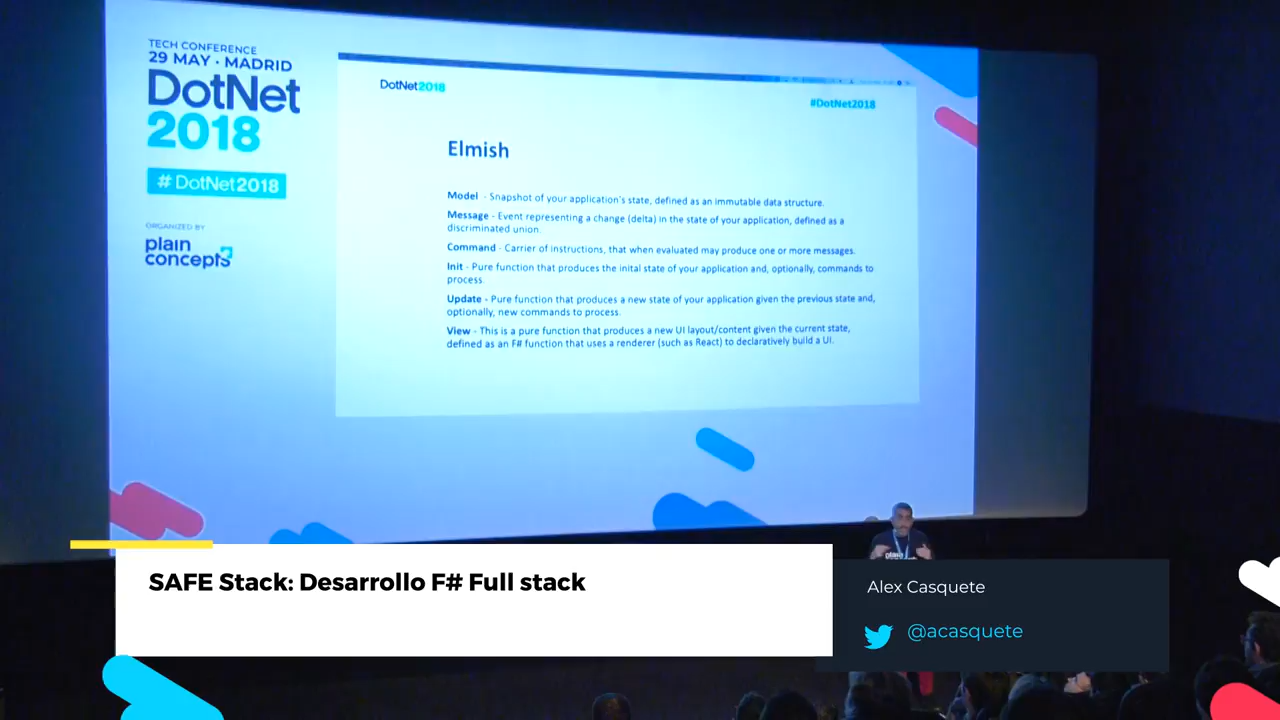 TECH CONFERENCE
29 MAY · MADRID
DotNet
2018
# DotNet2018
ORGANIZED BY
plain
concepts
DotNet2018
#DotNet2018
Elmish
Model - Snapshot of your application's state, defined as an immutable data structure.
Message - Event representing a change (delta) in the state of your application, defined as a
discriminated union.
Command - Carrier of instructions, that when evaluated may produce one or more messages.
Init - Pure function that produces the inital state of your application and, optionally, commands to
process.
Update - Pure function that produces a new state of your application given the previous state and,
optionally, new commands to process.
View - This is a pure function that produces a new UI layout/content given the current state,
defined as an F# function that uses a renderer (such as React) to declaratively build a UI.
plain
SAFE Stack: Desarrollo F# Full stack
Alex Casquete
@acasquete